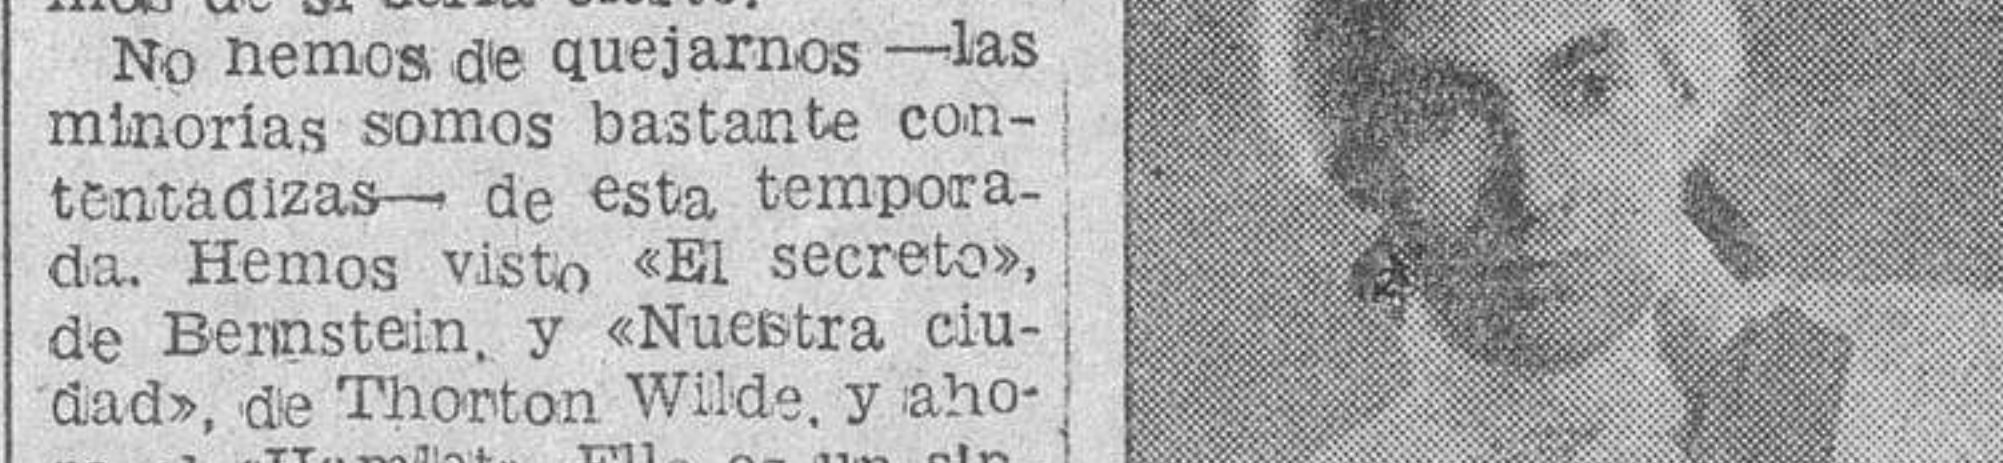 No hemos de quejarnos —las
minorías somos bastante con-
tentadizas— de esta tempora-
da. Hemos visto «El secreto»,
de Bernstein, y «Nuestra ciu-
dad», de Thorton Wilde, y aho-